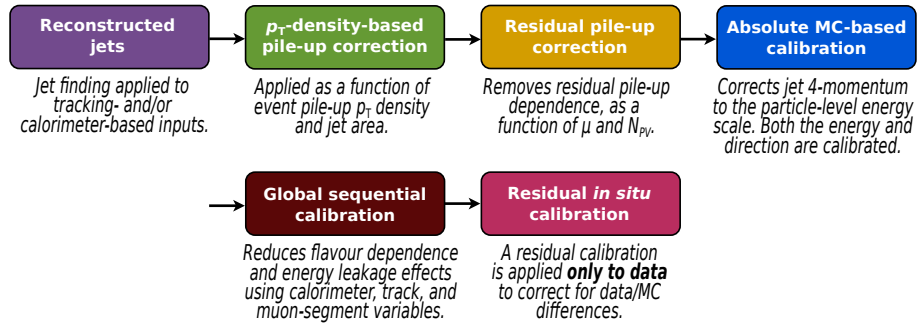 Reconstructed
jets
Jet finding applied to
tracking- and/or
calorimeter-based inputs.
pT-density-based
pile-up correction
Applied as a function of
event pile-up pT density
and jet area.
Residual pile-up
correction
Removes residual pile-up
dependence, as a
function of µ and NPV.
Absolute MC-based
calibration
Corrects jet 4-momentum
to the particle-level energy
scale. Both the energy and
direction are calibrated.
Global sequential
calibration
Reduces flavour dependence
and energy leakage effects
using calorimeter, track, and
muon-segment variables.
Residual in situ
calibration
A residual calibration
is applied only to data
to correct for data/MC
differences.